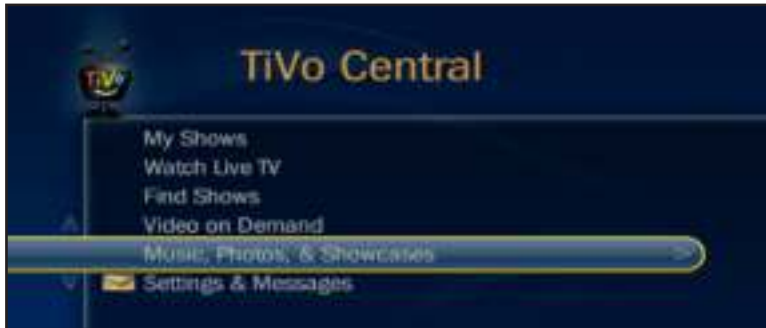 TiVo
TiVo Central
My Shows
Watch Live TV
Find Shows
Video on Demand
Music, Photos, & Showcases
Settings & Messages